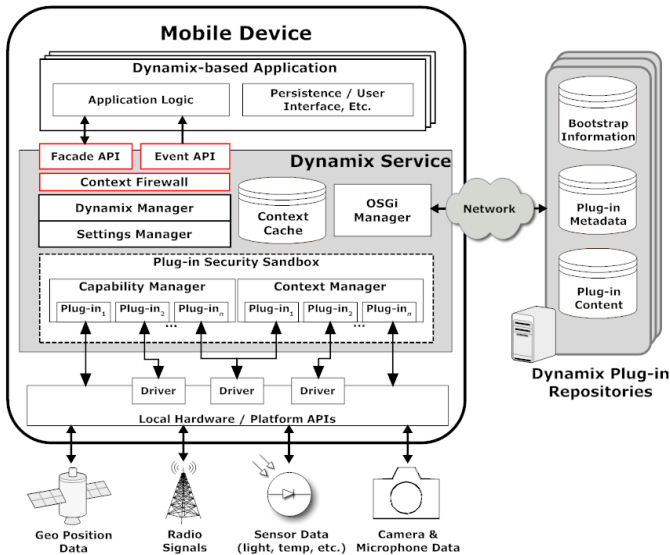 Mobile Device
Dynamix-based Application
Application Logic
Persistence / User
Interface, Etc.
Facade API
Event API
Dynamix Service
Context Firewall
Dynamix Manager
Settings Manager
Context
Cache
OSGi
Manager
Network
Bootstrap
Information
Plug-in
Metadata
Plug-in
Content
Dynamix Plug-in
Repositories
Plug-in Security Sandbox
Capability Manager
Context Manager
Plug-in1
Plug-in2
...
Plug-inn
Plug-in1
Plug-in2
...
Plug-inn
Driver
Driver
Driver
Local Hardware / Platform APIs
Geo Position
Data
Radio
Signals
Sensor Data
(light, temp, etc.)
Camera &
Microphone Data